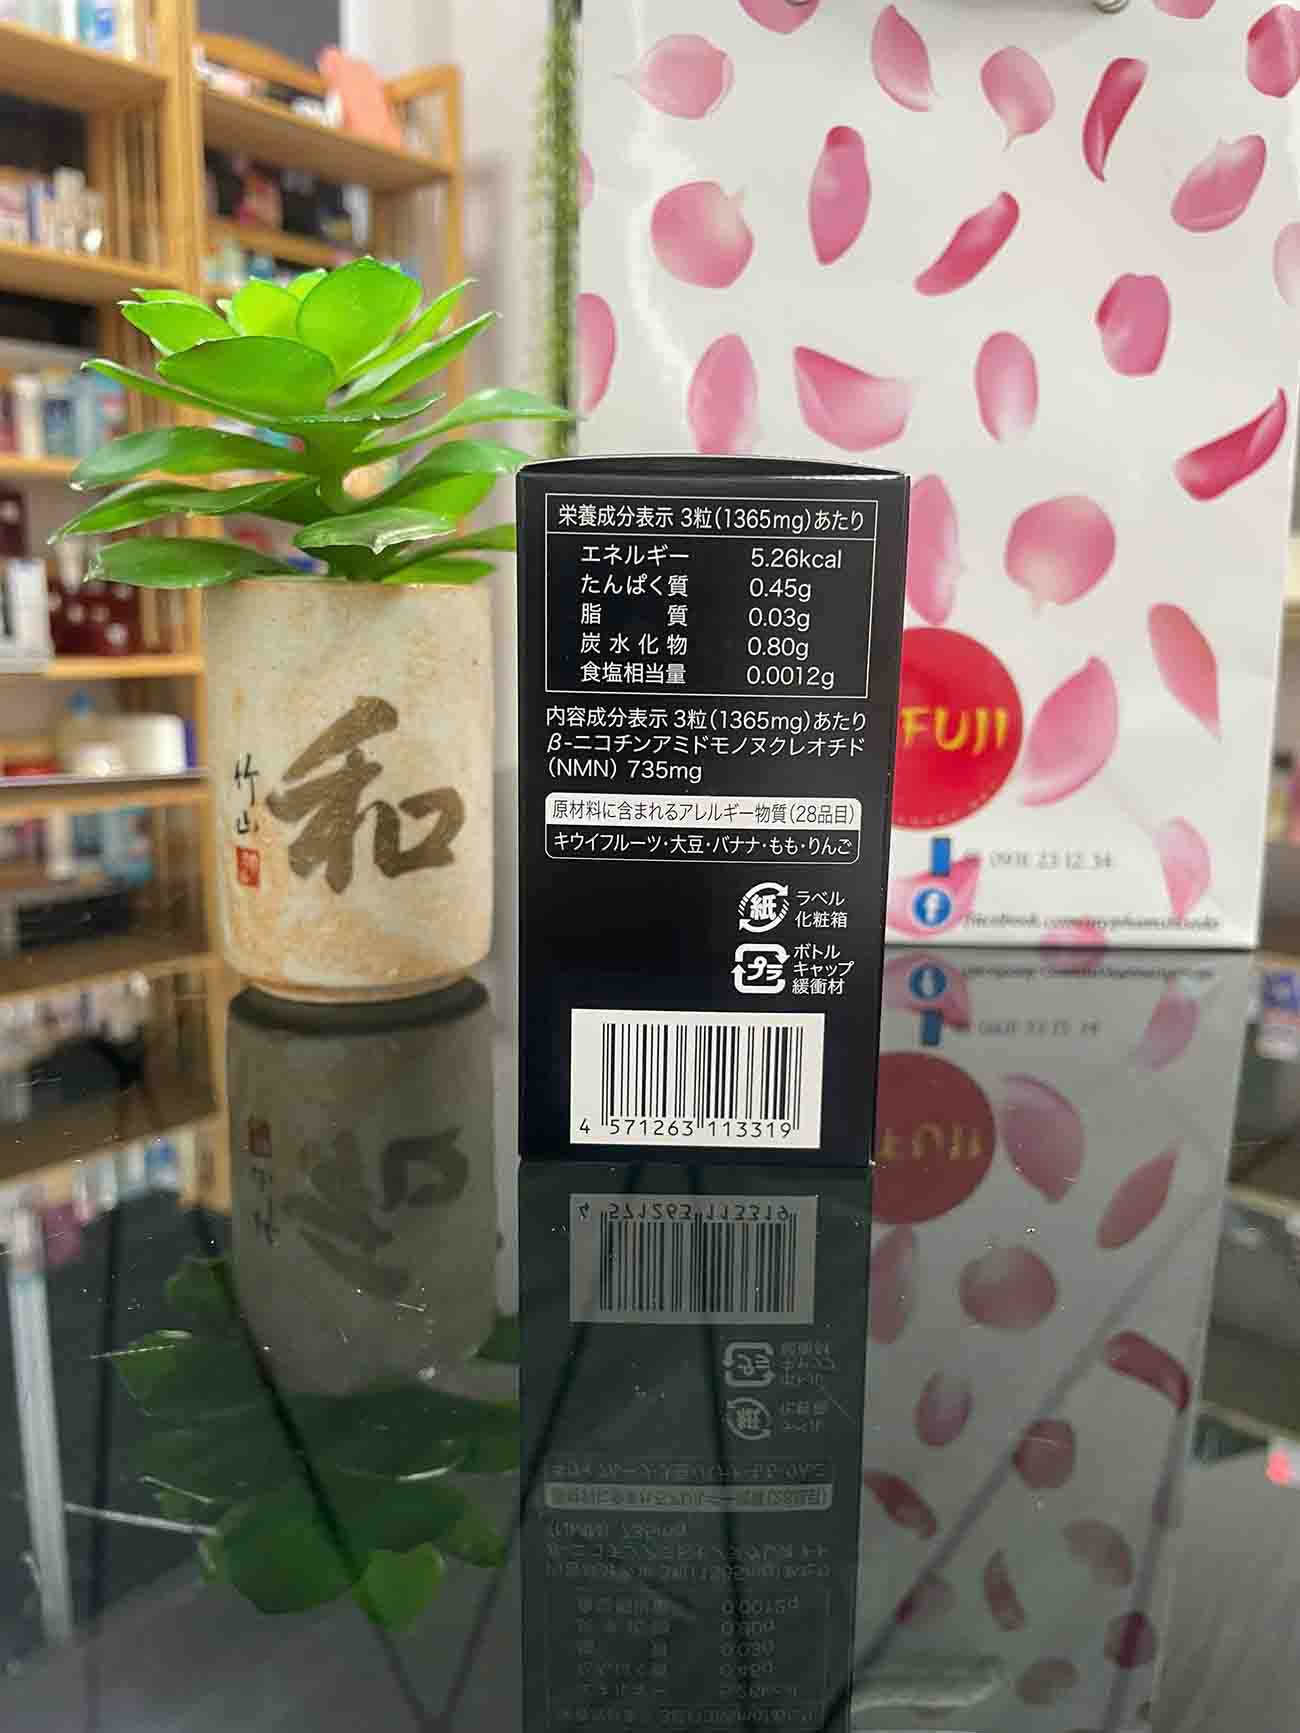 栄養成分表示 3粒(1365mg)あたり
エネルギー 5.26kcal
たんぱく質 0.45g
脂質 0.03g
炭水化物 0.80g
食塩相当量 0.0012g
内容成分表示 3粒(1365mg)あたり
β-ニコチンアミドモノヌクレオチド
(NMN) 735mg
原材料に含まれるアレルギー物質(28品目)
キウイフルーツ・大豆・バナナ・もも・りんご
紙 ラベル
化粧箱
プラ ボトル
キャップ
緩衝材
4 571263 113319
和
竹山
FUJI
0931 23 12 34